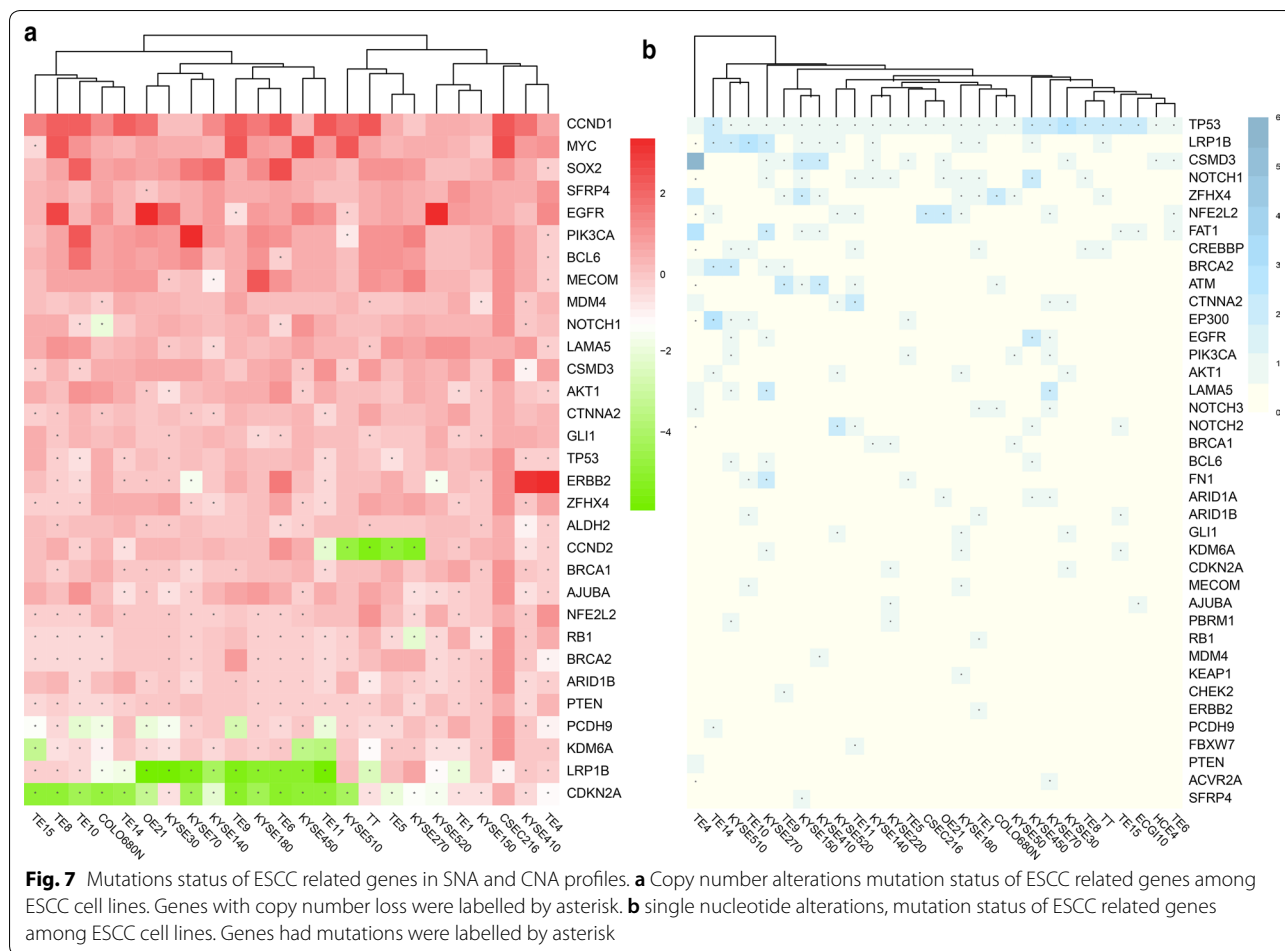 a
b
CCND1
MYC
SOX2
SFRP4
EGFR
PIK3CA
BCL6
MECOM
MDM4
NOTCH1
LAMA5
CSMD3
AKT1
CTNNA2
GLI1
TP53
ERBB2
ZFHX4
ALDH2
CCND2
BRCA1
AJUBA
NFE2L2
RB1
BRCA2
ARID1B
PTEN
PCDH9
KDM6A
LRP1B
CDKN2A
2
0
−2
−4
TE15
TE8
TE10
COLO680N
TE14
OE21
KYSE30
KYSE70
KYSE140
TE9
KYSE180
TE6
KYSE450
TE11
KYSE510
TT
TE5
KYSE270
KYSE520
TE1
KYSE150
CSEC216
KYSE410
TE4
TP53
LRP1B
CSMD3
NOTCH1
ZFHX4
NFE2L2
FAT1
CREBBP
BRCA2
ATM
CTNNA2
EP300
EGFR
PIK3CA
AKT1
LAMA5
NOTCH3
NOTCH2
BRCA1
BCL6
FN1
ARID1A
ARID1B
GLI1
KDM6A
CDKN2A
MECOM
AJUBA
PBRM1
RB1
MDM4
KEAP1
CHEK2
ERBB2
PCDH9
FBXW7
PTEN
ACVR2A
SFRP4
6
5
4
3
2
1
0
TE4
TE14
KYSE510
TE10
KYSE270
TE9
KYSE150
KYSE410
KYSE520
TE11
KYSE140
KYSE220
TE5
CSEC216
OE21
KYSE180
TE1
COLO680N
KYSE50
KYSE450
KYSE70
KYSE30
TE8
TT
TE15
ECGI10
HCE4
TE6
Fig. 7 Mutations status of ESCC related genes in SNA and CNA profiles. a Copy number alterations mutation status of ESCC related genes among
ESCC cell lines. Genes with copy number loss were labelled by asterisk. b single nucleotide alterations, mutation status of ESCC related genes
among ESCC cell lines. Genes had mutations were labelled by asterisk